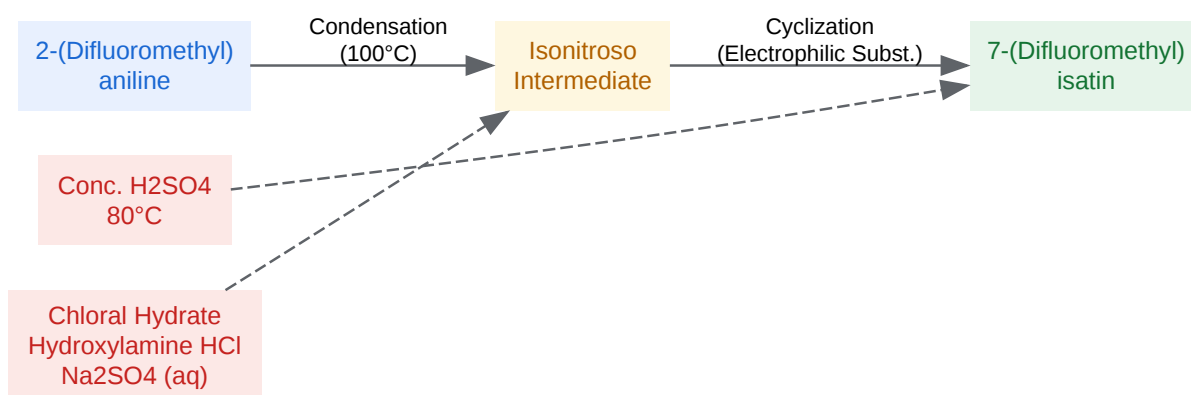 2-(Difluoromethyl)
aniline
Condensation
(100°C)
Isonitroso
Intermediate
Cyclization
(Electrophilic Subst.)
7-(Difluoromethyl)
isatin
Conc. H2SO4
80°C
Chloral Hydrate
Hydroxylamine HCl
Na2SO4 (aq)